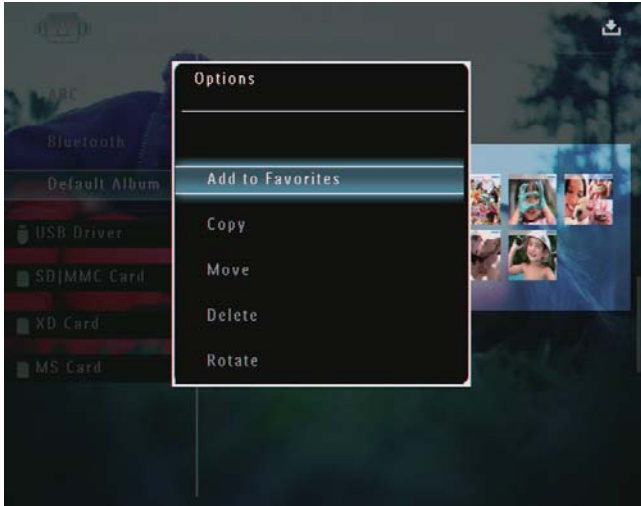 Options
Add to Favorites
Copy
Move
Delete
Rotate
ABC
Bluetooth
Default Album
USB Driver
SD|MMC Card
XD Card
MS Card